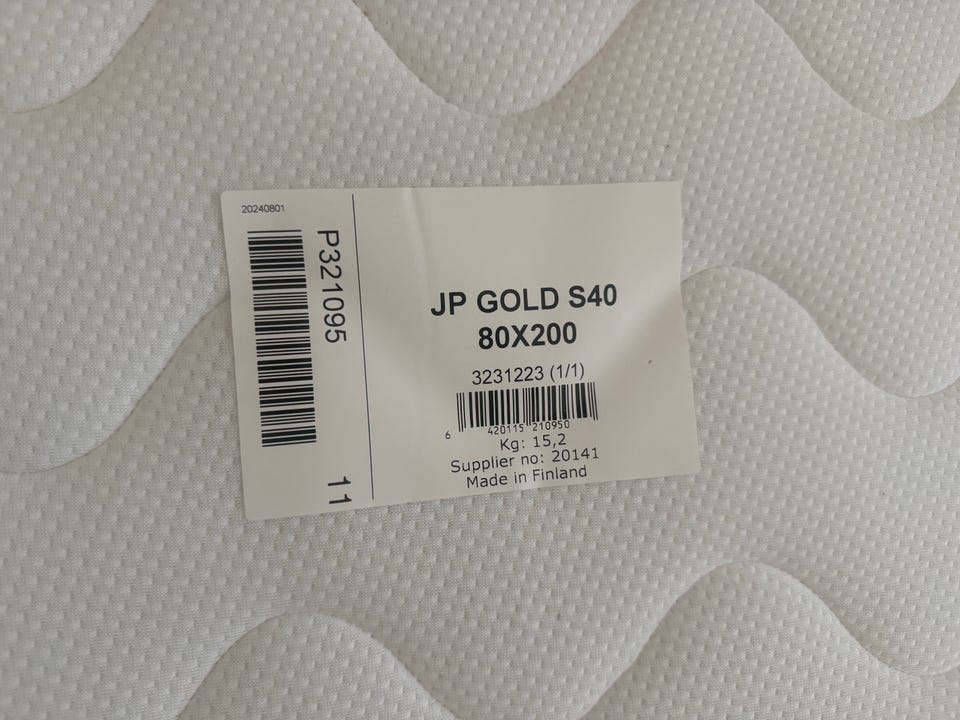 20240801
P321095
11
JP GOLD S40
80X200
3231223 (1/1)
6 420115 210950
Kg: 15,2
Supplier no: 20141
Made in Finland